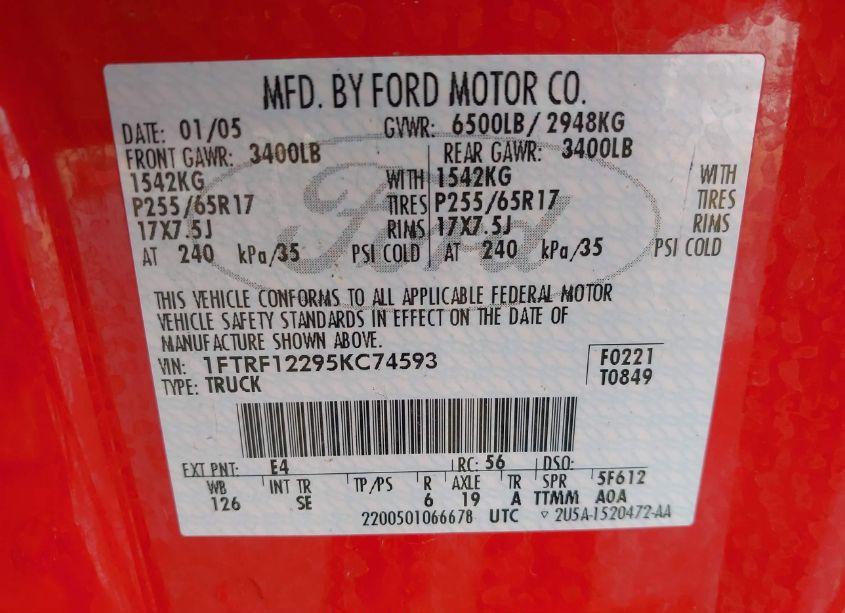 MFD. BY FORD MOTOR CO.
DATE: 01/05 GVWR: 6500LB/ 2948KG
FRONT GAWR: 3400LB REAR GAWR: 3400LB
1542KG WITH 1542KG WITH
P255/65R17 TIRES P255/65R17 TIRES
17X7.5J RIMS 17X7.5J RIMS
AT 240 kPa/35 PSI COLD AT 240 kPa/35 PSI COLD
Ford
THIS VEHICLE CONFORMS TO ALL APPLICABLE FEDERAL MOTOR
VEHICLE SAFETY STANDARDS IN EFFECT ON THE DATE OF
MANUFACTURE SHOWN ABOVE.
VIN: 1FTRF12295KC74593 F0221
TYPE: TRUCK T0849
EXT PNT: E4 RC: 56 DSO:
WB INT TR TP/PS R AXLE TR SPR 5F612
126 SE 6 19 A TTMM A0A
2200501066678 UTC ▽ 2U5A-1520472-AA